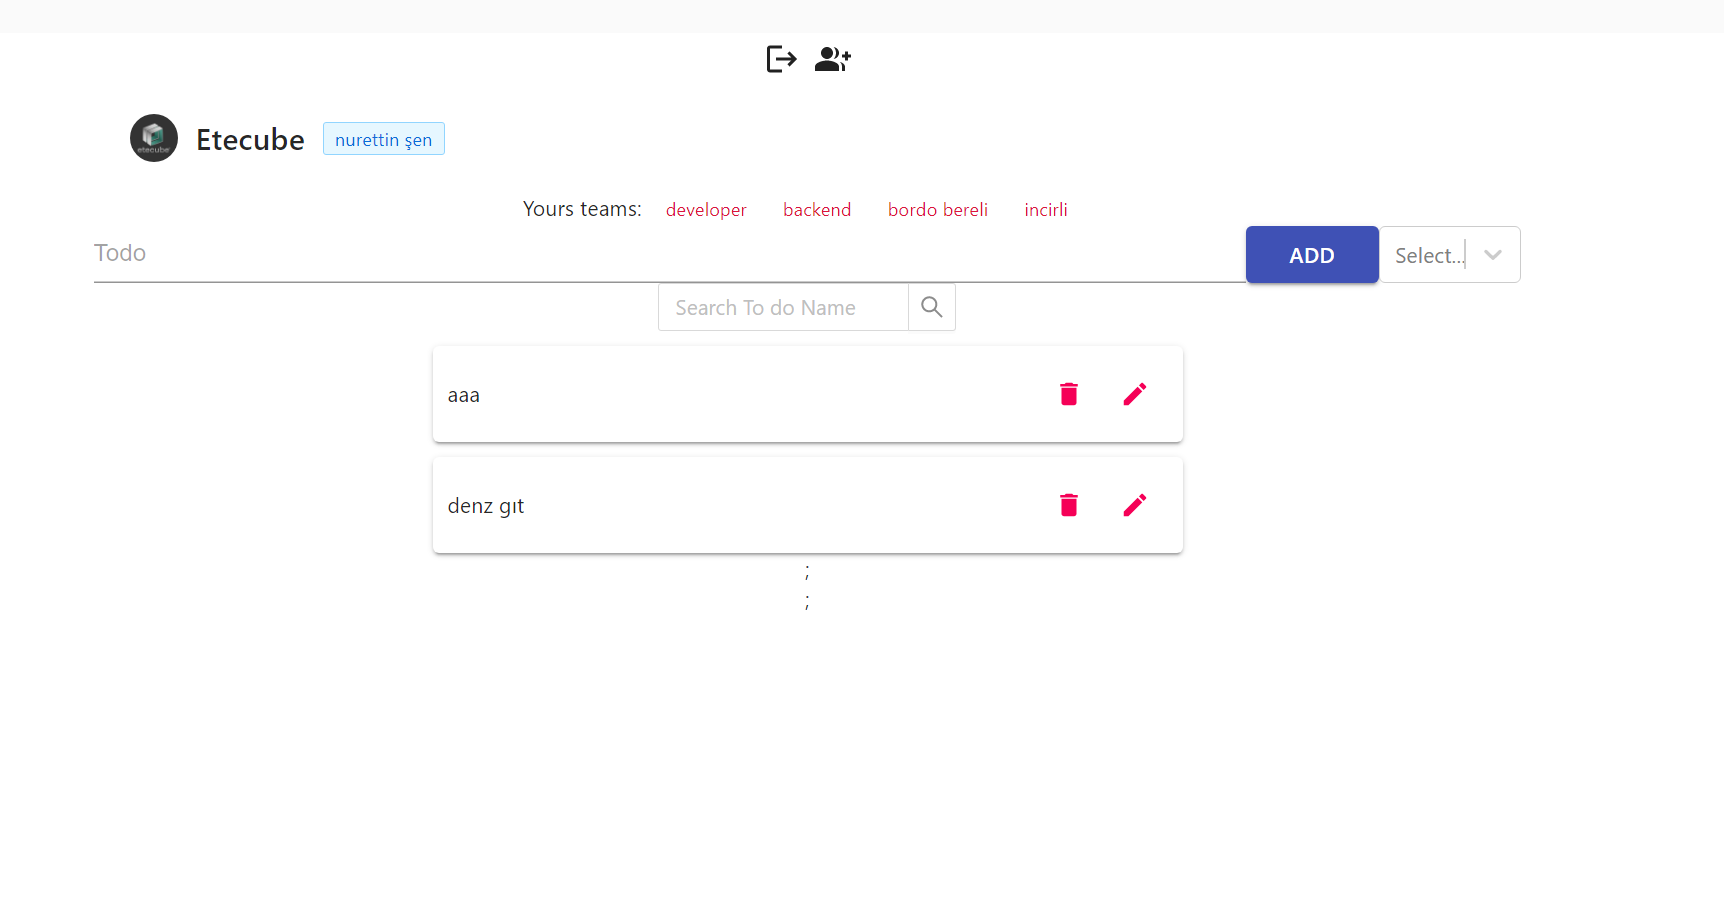 etecube
Etecube
nurettin şen
Yours teams: developer backend bordo bereli incirli
Todo
ADD
Select...
Search To do Name
aaa
denz gıt
;
;